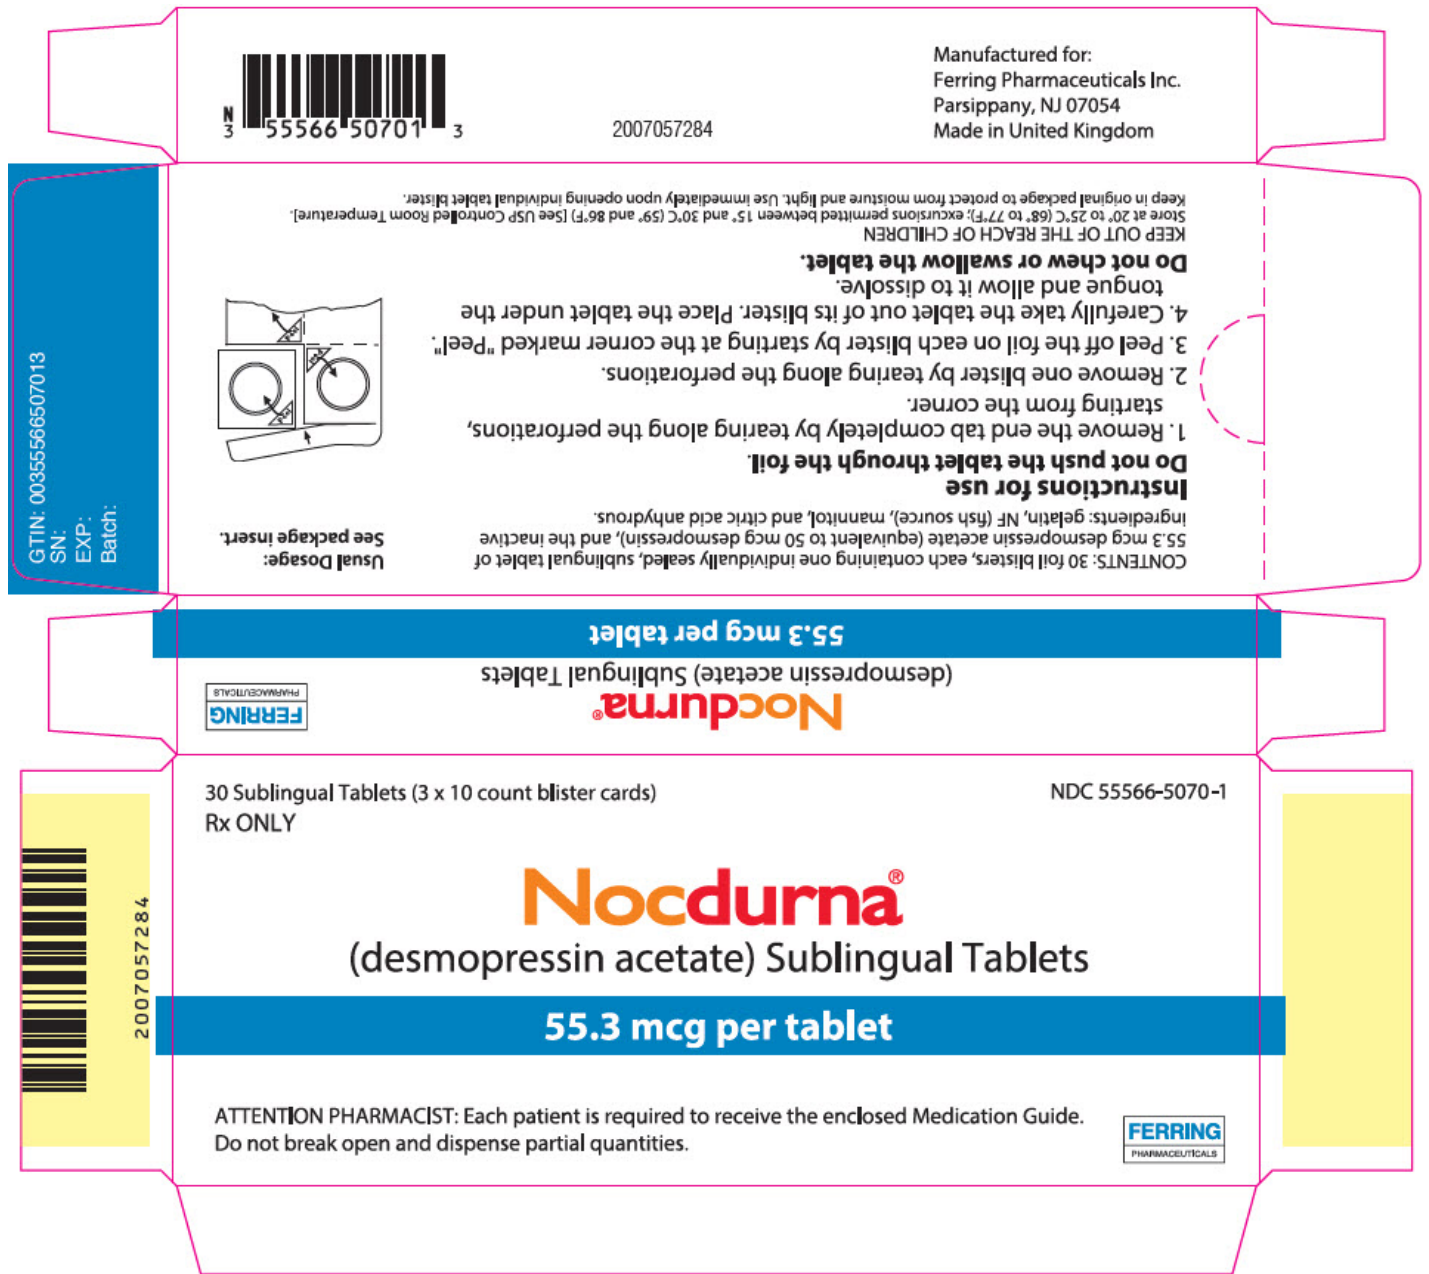 N
3 55566 50701 3
2007057284
Manufactured for:
Ferring Pharmaceuticals Inc.
Parsippany, NJ 07054
Made in United Kingdom
GTIN: 00355566507013
SN:
EXP:
Batch:
CONTENTS: 30 foil blisters, each containing one individually sealed, sublingual tablet of
55.3 mcg desmopressin acetate (equivalent to 50 mcg desmopressin), and the inactive
ingredients: gelatin, NF (fish source), mannitol, and citric acid anhydrous.
Usual Dosage:
See package insert.
Instructions for use
Do not push the tablet through the foil.
1. Remove the end tab completely by tearing along the perforations,
starting from the corner.
2. Remove one blister by tearing along the perforations.
3. Peel off the foil on each blister by starting at the corner marked "Peel".
4. Carefully take the tablet out of its blister. Place the tablet under the
tongue and allow it to dissolve.
Do not chew or swallow the tablet.
KEEP OUT OF THE REACH OF CHILDREN
Store at 20° to 25°C (68° to 77°F); excursions permitted between 15° and 30°C (59° and 86°F) [See USP Controlled Room Temperature].
Keep in original package to protect from moisture and light. Use immediately upon opening individual tablet blister.
Nocdurna®
(desmopressin acetate) Sublingual Tablets
55.3 mcg per tablet
FERRING
PHARMACEUTICALS
30 Sublingual Tablets (3 x 10 count blister cards)
Rx ONLY
NDC 55566-5070-1
Nocdurna®
(desmopressin acetate) Sublingual Tablets
55.3 mcg per tablet
2007057284
ATTENTION PHARMACIST: Each patient is required to receive the enclosed Medication Guide.
Do not break open and dispense partial quantities.
FERRING
PHARMACEUTICALS